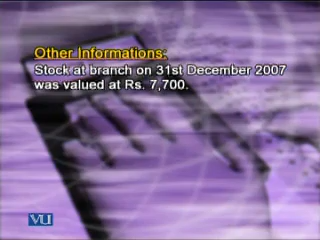 Other Informations:
Stock at branch on 31st December 2007
was valued at Rs. 7,700.
VU